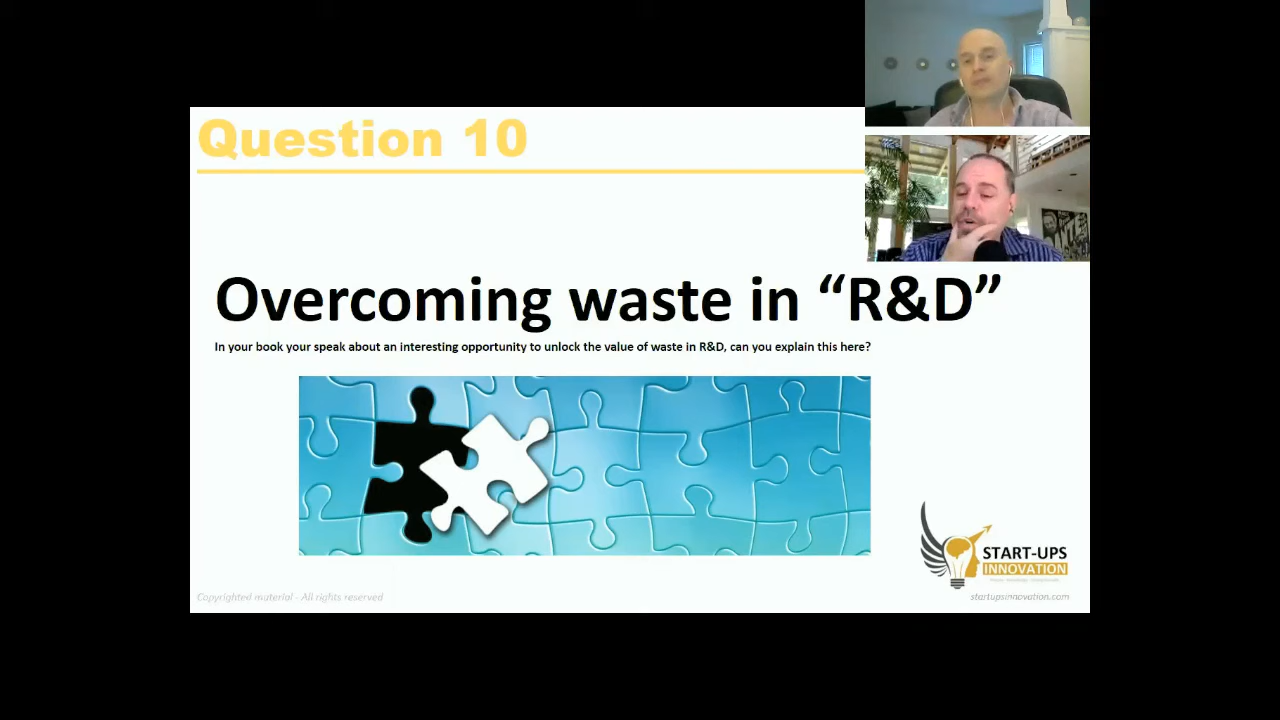 Question 10
Overcoming waste in “R&D”
In your book your speak about an interesting opportunity to unlock the value of waste in R&D, can you explain this here?
START-UPS
INNOVATION
Copyrighted material - All rights reserved
startupsinnovation.com